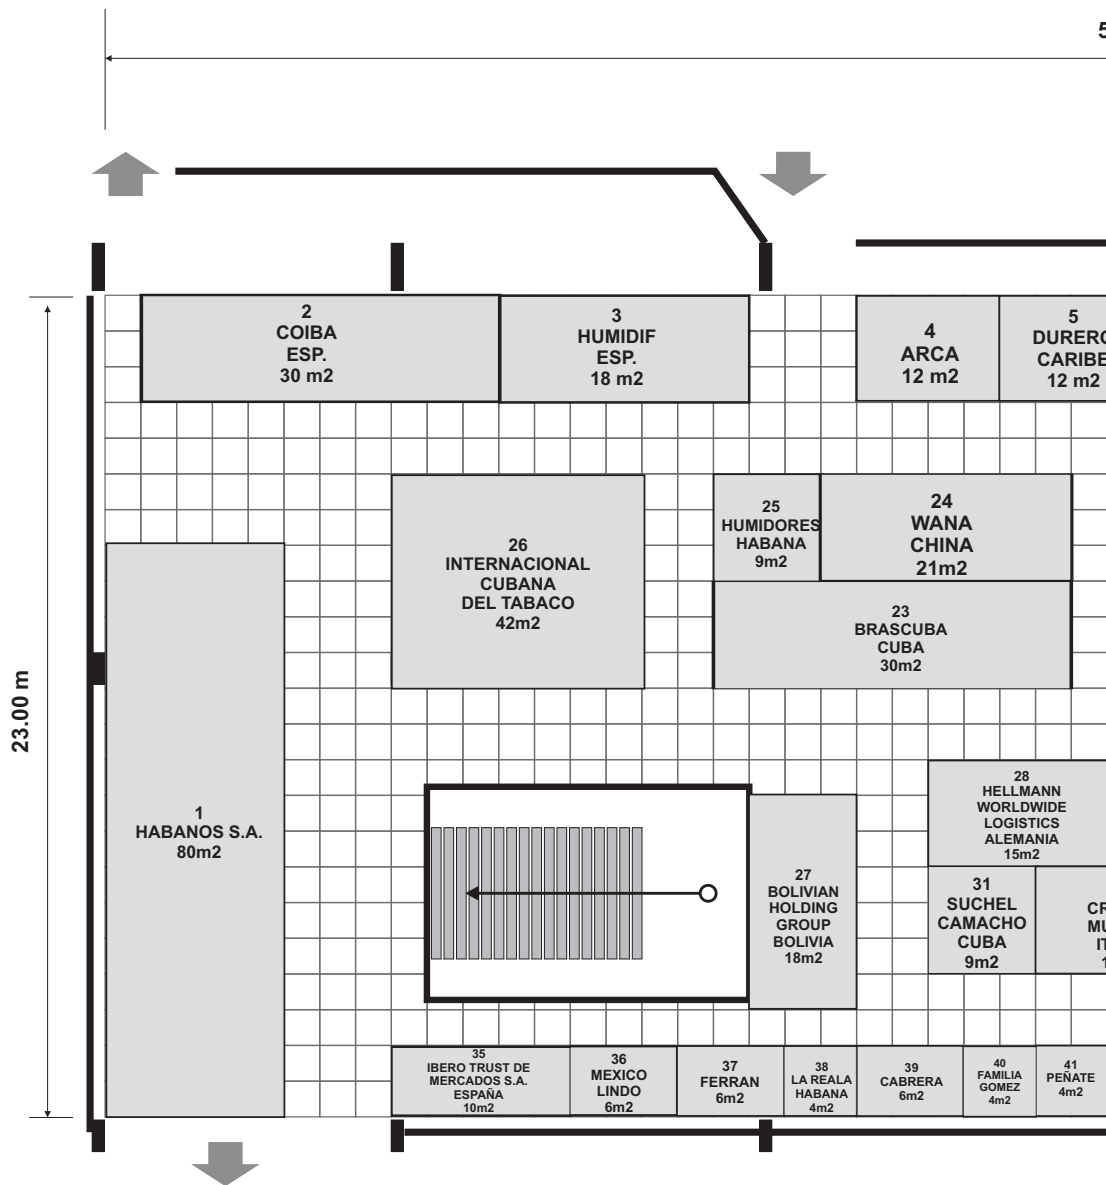 5
2
COIBA
ESP.
30 m2
3
HUMIDIF
ESP.
18 m2
4
ARCA
12 m2
5
DURERO
CARIBE
12 m2
25
HUMIDORES
HABANA
9m2
24
WANA
CHINA
21m2
26
INTERNACIONAL
CUBANA
DEL TABACO
42m2
23
BRASCUBA
CUBA
30m2
23.00 m
1
HABANOS S.A.
80m2
28
HELLMANN
WORLDWIDE
LOGISTICS
ALEMANIA
15m2
27
BOLIVIAN
HOLDING
GROUP
BOLIVIA
18m2
31
SUCHEL
CAMACHO
CUBA
9m2
35
IBERO TRUST DE
MERCADOS S.A.
ESPAÑA
10m2
36
MEXICO
LINDO
6m2
37
FERRAN
6m2
38
LA REALA
HABANA
4m2
39
CABRERA
6m2
40
FAMILIA
GOMEZ
4m2
41
PEÑATE
4m2